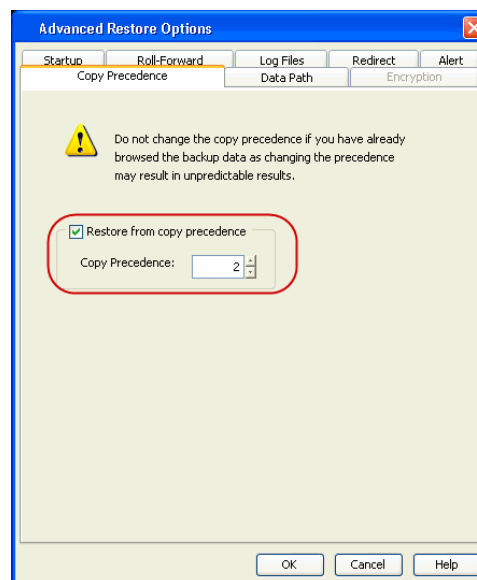 Advanced Restore Options
Startup Roll-Forward Log Files Redirect Alert
Copy Precedence Data Path Encryption
Do not change the copy precedence if you have already
browsed the backup data as changing the precedence
may result in unpredictable results.
Restore from copy precedence
Copy Precedence: 2
OK Cancel Help